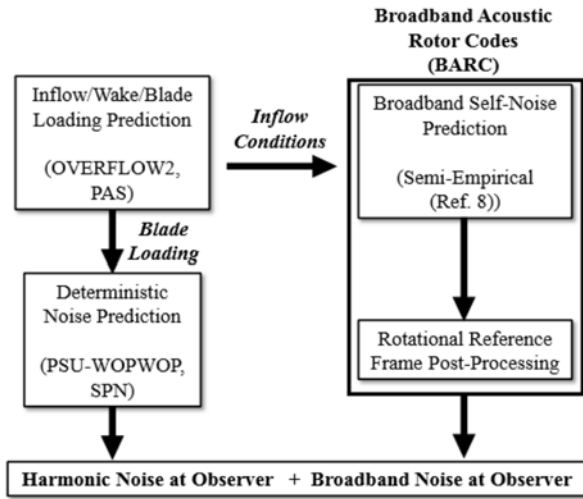 Broadband Acoustic
Rotor Codes
(BARC)
Inflow/Wake/Blade
Loading Prediction
(OVERFLOW2,
PAS)
Inflow
Conditions
Broadband Self-Noise
Prediction
(Semi-Empirical
(Ref. 8))
Blade
Loading
Deterministic
Noise Prediction
(PSU-WOPWOP,
SPN)
Rotational Reference
Frame Post-Processing
Harmonic Noise at Observer + Broadband Noise at Observer